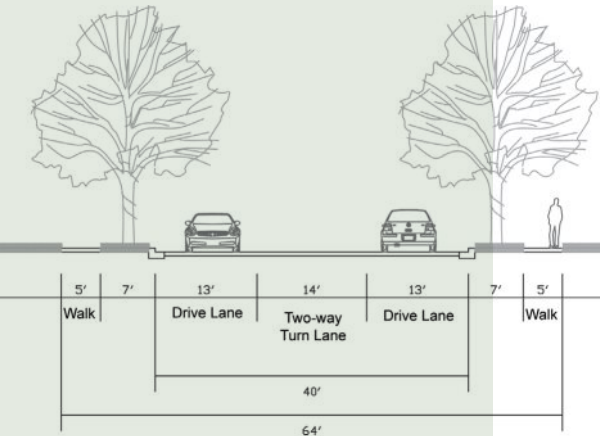 5' 7' 13' 14' 13' 7' 5'
Walk Drive Lane Two-way Drive Lane Walk
Turn Lane
40'
64'